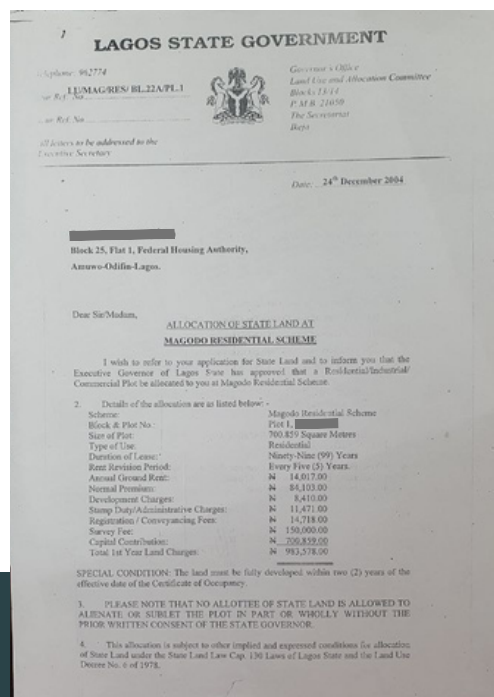 1
LAGOS STATE GOVERNMENT
Telephone: 962774
Our Ref. No. LU/MAG/RES/ BL.22A/PL.1
Your Ref. No
All letters to be addressed to the
Executive Secretary
Governor's Office
Land Use and Allocation Committee
Blocks 13/14
P.M.B. 21050
The Secretariat
Ikeja
Date: 24th December 2004
Block 25, Flat 1, Federal Housing Authority,
Amuwo-Odifin-Lagos.
Dear Sir/Madam,
ALLOCATION OF STATE LAND AT
MAGODO RESIDENTIAL SCHEME
I wish to refer to your application for State Land and to inform you that the
Executive Governor of Lagos State has approved that a Residential/Industrial/
Commercial Plot be allocated to you at Magodo Residential Scheme.
2. Details of the allocation are as listed below: -
Scheme: Magodo Residential Scheme
Block & Plot No.: Plot 1,
Size of Plot: 700.859 Square Metres
Type of Use: Residential
Duration of Lease: Ninety-Nine (99) Years
Rent Revision Period: Every Five (5) Years.
Annual Ground Rent: ₦ 14,017.00
Normal Premium: ₦ 84,103.00
Development Charges: ₦ 8,410.00
Stamp Duty/Administrative Charges: ₦ 11,471.00
Registration / Conveyancing Fees: ₦ 14,718.00
Survey Fee: ₦ 150,000.00
Capital Contribution: ₦ 700,859.00
Total 1st Year Land Charges: ₦ 983,578.00
SPECIAL CONDITION: The land must be fully developed within two (2) years of the
effective date of the Certificate of Occupancy.
3. PLEASE NOTE THAT NO ALLOTTEE OF STATE LAND IS ALLOWED TO
ALIENATE OR SUBLET THE PLOT IN PART OR WHOLLY WITHOUT THE
PRIOR WRITTEN CONSENT OF THE STATE GOVERNOR.
4. This allocation is subject to other implied and expressed conditions for allocation
of State Land under the State Land Law Cap. 130 Laws of Lagos State and the Land Use
Decree No. 6 of 1978.